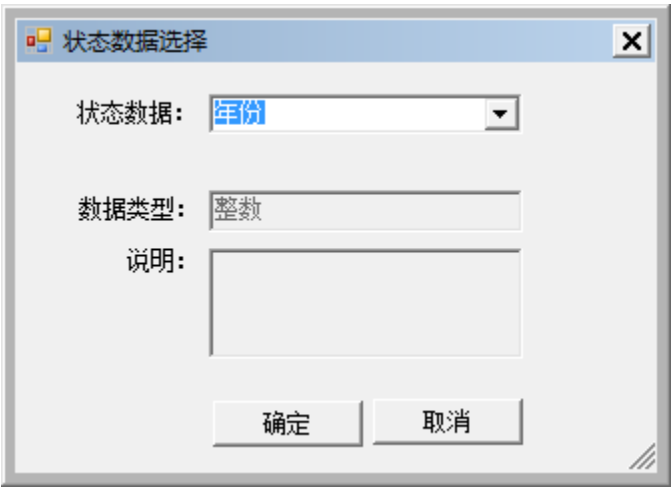 状态数据选择
状态数据： 年份
数据类型： 整数
说明：
确定 取消